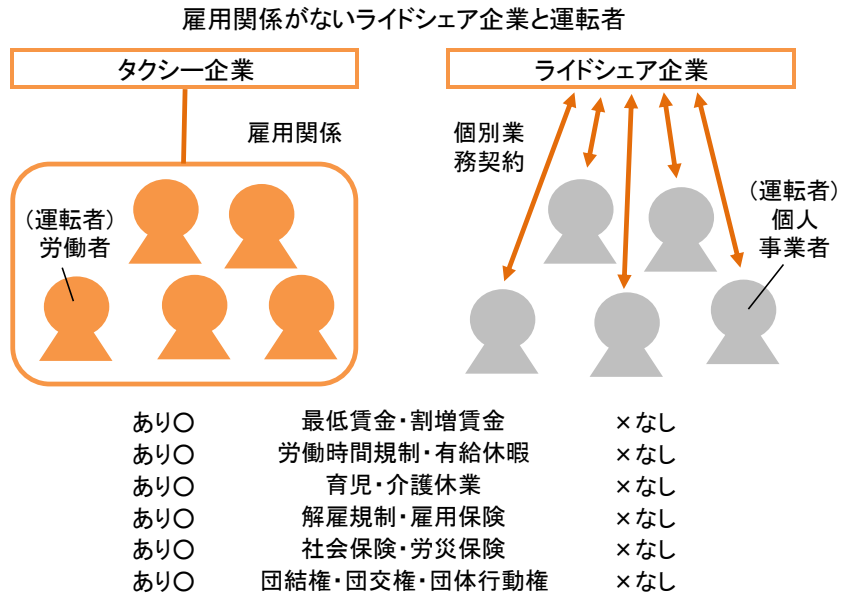 雇用関係がないライドシェア企業と運転者
タクシー企業
ライドシェア企業
雇用関係
個別業
務契約
（運転者）
労働者
（運転者）
個人
事業者
あり○ 最低賃金・割増賃金 ×なし
あり○ 労働時間規制・有給休暇 ×なし
あり○ 育児・介護休業 ×なし
あり○ 解雇規制・雇用保険 ×なし
あり○ 社会保険・労災保険 ×なし
あり○ 団結権・団交権・団体行動権 ×なし